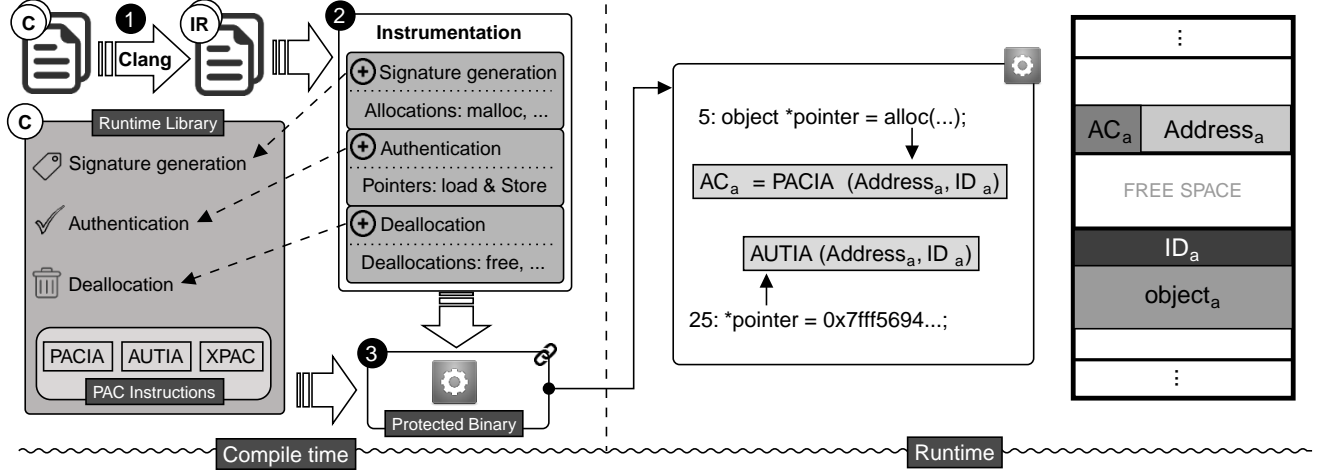 C
1
Clang
IR
2
Instrumentation
Signature generation
Allocations: malloc, ...
Authentication
Pointers: load & Store
Deallocation
Deallocations: free, ...
C
Runtime Library
Signature generation
Authentication
Deallocation
PACIA AUTIA XPAC
PAC Instructions
3
Protected Binary
Compile time
5: object *pointer = alloc(...);
ACa = PACIA (Addressa, ID a)
AUTIA (Addressa, ID a)
25: *pointer = 0x7fff5694...;
⋮
ACa Addressa
FREE SPACE
IDa
objecta
⋮
Runtime